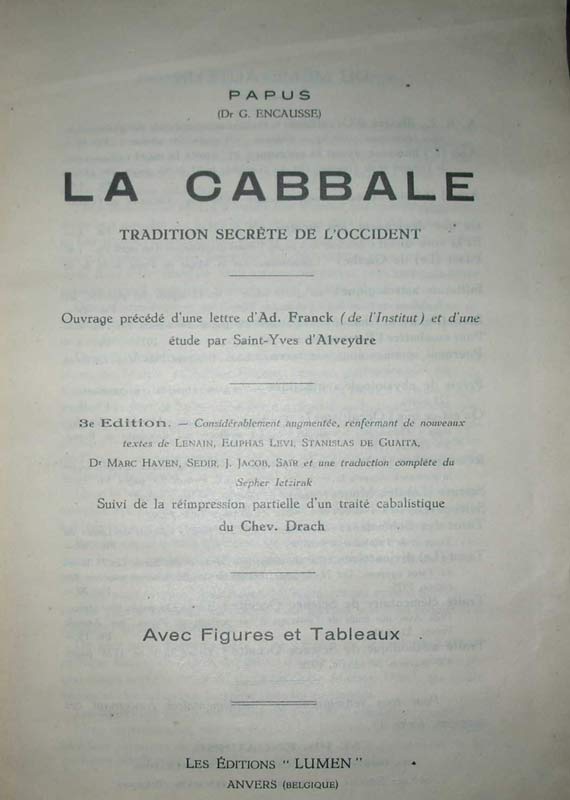 PAPUS
(Dr G. ENCAUSSE)
LA CABBALE
TRADITION SECRÈTE DE L'OCCIDENT
Ouvrage précédé d'une lettre d'Ad. Franck (de l'Institut) et d'une
étude par Saint-Yves d'Alveydre
3e Edition. — Considérablement augmentée, renfermant de nouveaux
textes de LENAIN, ELIPHAS LEVI, STANISLAS DE GUAITA,
Dr MARC HAVEN, SEDIR, J. JACOB, SAÏR et une traduction complète du
Sepher Ietzirak
Suivi de la réimpression partielle d'un traité cabalistique
du Chev. Drach
Avec Figures et Tableaux
LES ÉDITIONS " LUMEN "
ANVERS (BELGIQUE)